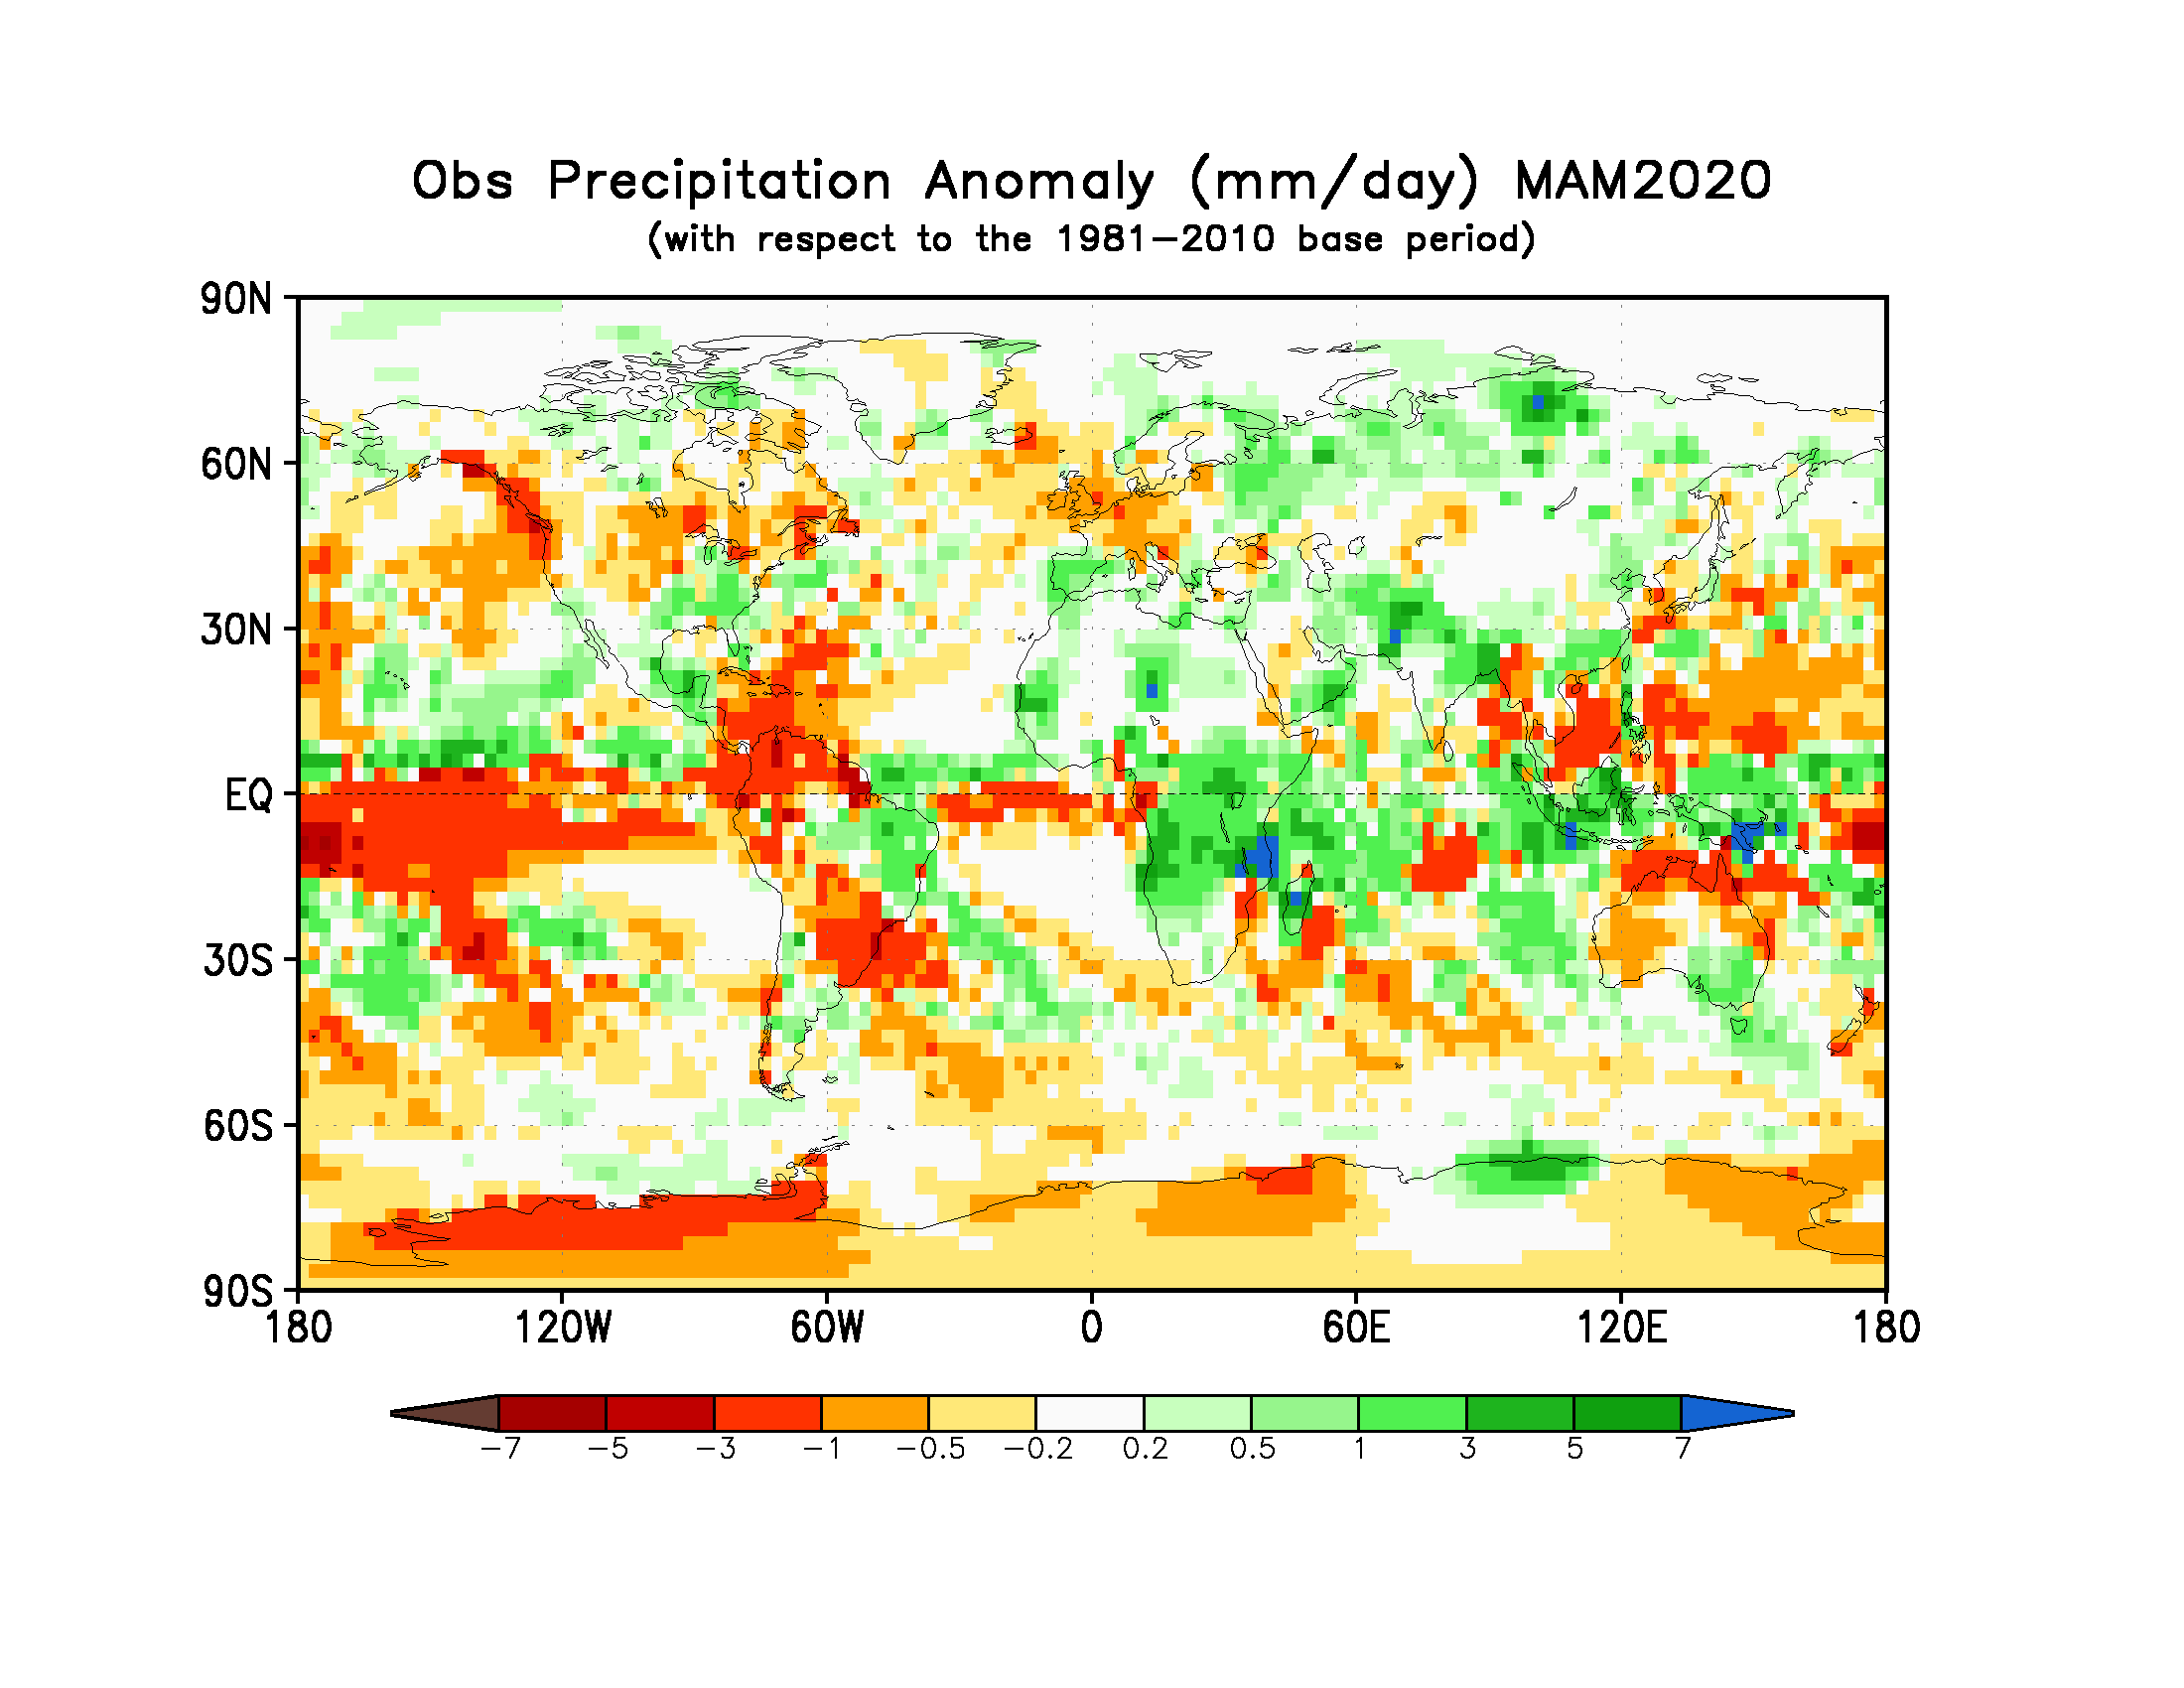 Obs Precipitation Anomaly (mm/day) MAM2020
(with respect to the 1981−2010 base period)
90N
60N
30N
EQ
30S
60S
90S
180 120W 60W 0 60E 120E 180
−7 −5 −3 −1 −0.5 −0.2 0.2 0.5 1 3 5 7